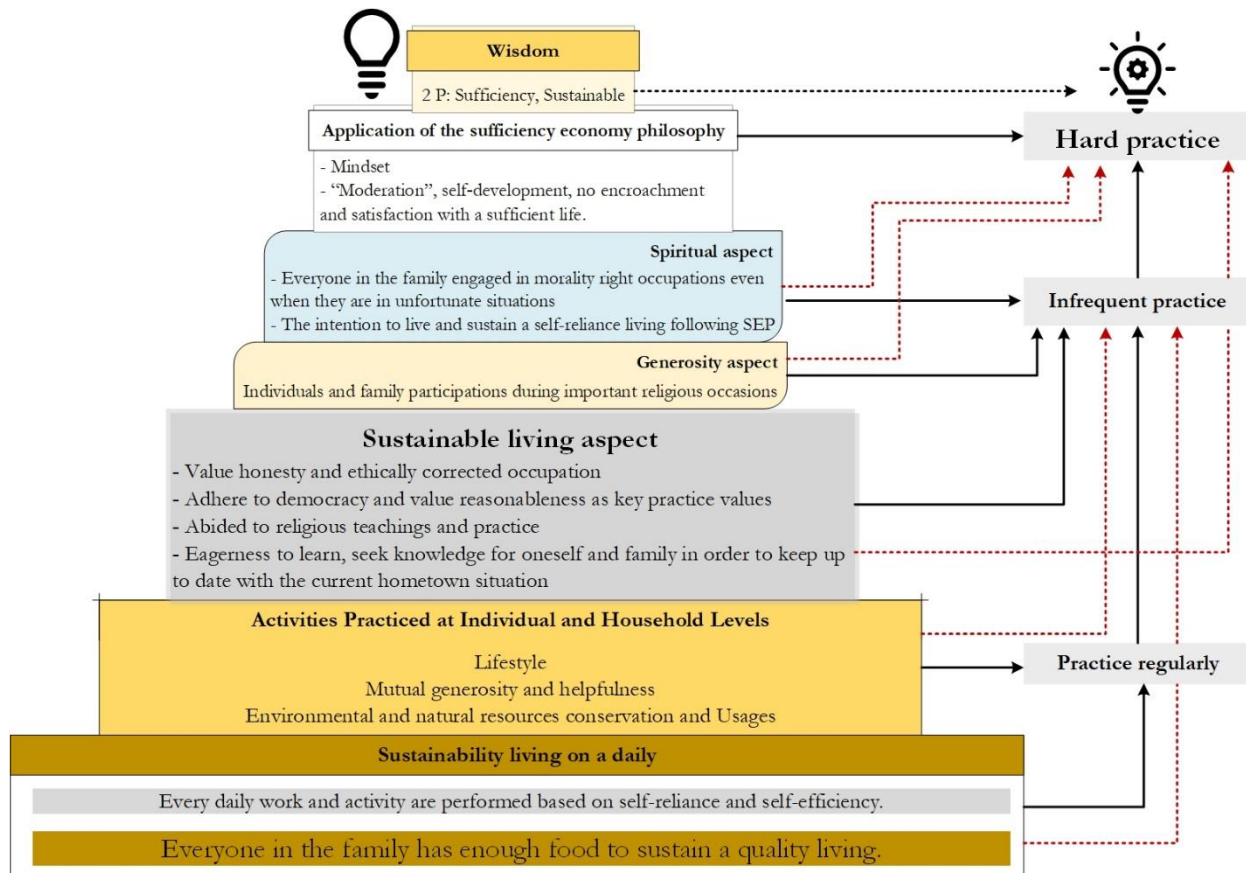 Wisdom
2 P: Sufficiency, Sustainable
Application of the sufficiency economy philosophy
- Mindset
- “Moderation”, self-development, no encroachment
and satisfaction with a sufficient life.
Spiritual aspect
- Everyone in the family engaged in morality right occupations even
when they are in unfortunate situations
- The intention to live and sustain a self-reliance living following SEP
Generosity aspect
Individuals and family participations during important religious occasions
Sustainable living aspect
- Value honesty and ethically corrected occupation
- Adhere to democracy and value reasonableness as key practice values
- Abided to religious teachings and practice
- Eagerness to learn, seek knowledge for oneself and family in order to keep up
to date with the current hometown situation
Activities Practiced at Individual and Household Levels
Lifestyle
Mutual generosity and helpfulness
Environmental and natural resources conservation and Usages
Sustainability living on a daily
Every daily work and activity are performed based on self-reliance and self-efficiency.
Everyone in the family has enough food to sustain a quality living.
Hard practice
Infrequent practice
Practice regularly